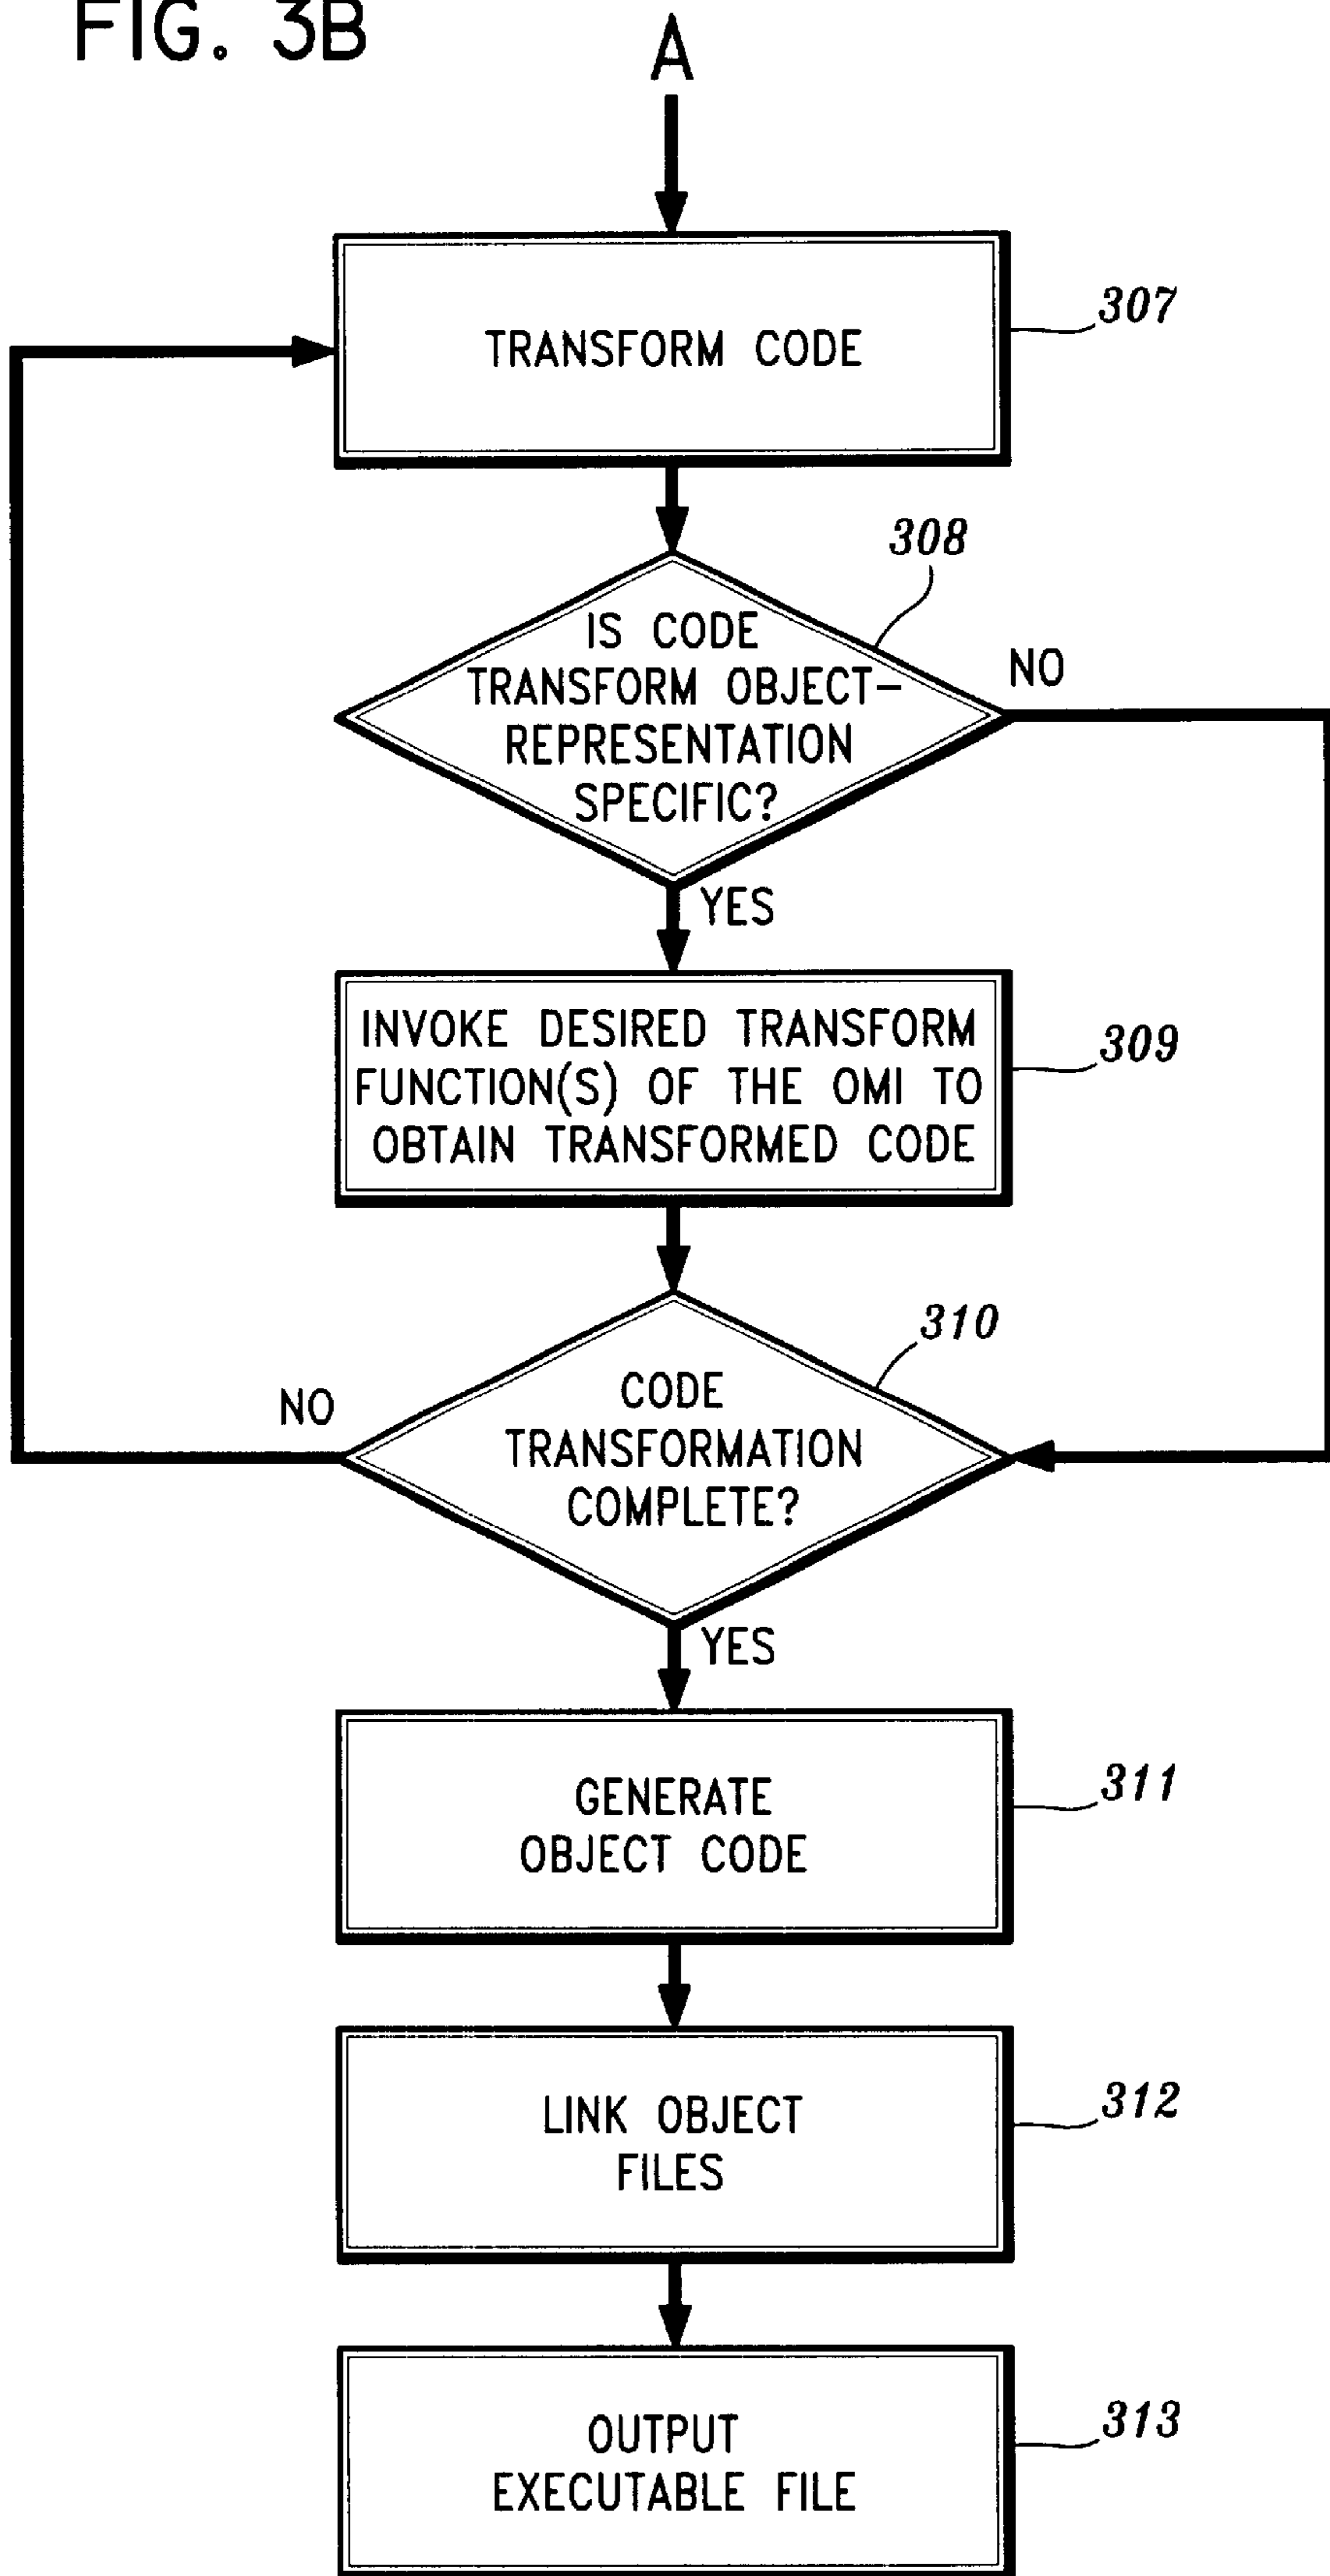 FIG. 3B
A
TRANSFORM CODE
307
308
IS CODE
TRANSFORM OBJECT-
REPRESENTATION
SPECIFIC?
NO
YES
INVOKE DESIRED TRANSFORM
FUNCTION(S) OF THE OMI TO
OBTAIN TRANSFORMED CODE
309
310
CODE
TRANSFORMATION
COMPLETE?
NO
YES
GENERATE
OBJECT CODE
311
LINK OBJECT
FILES
312
OUTPUT
EXECUTABLE FILE
313